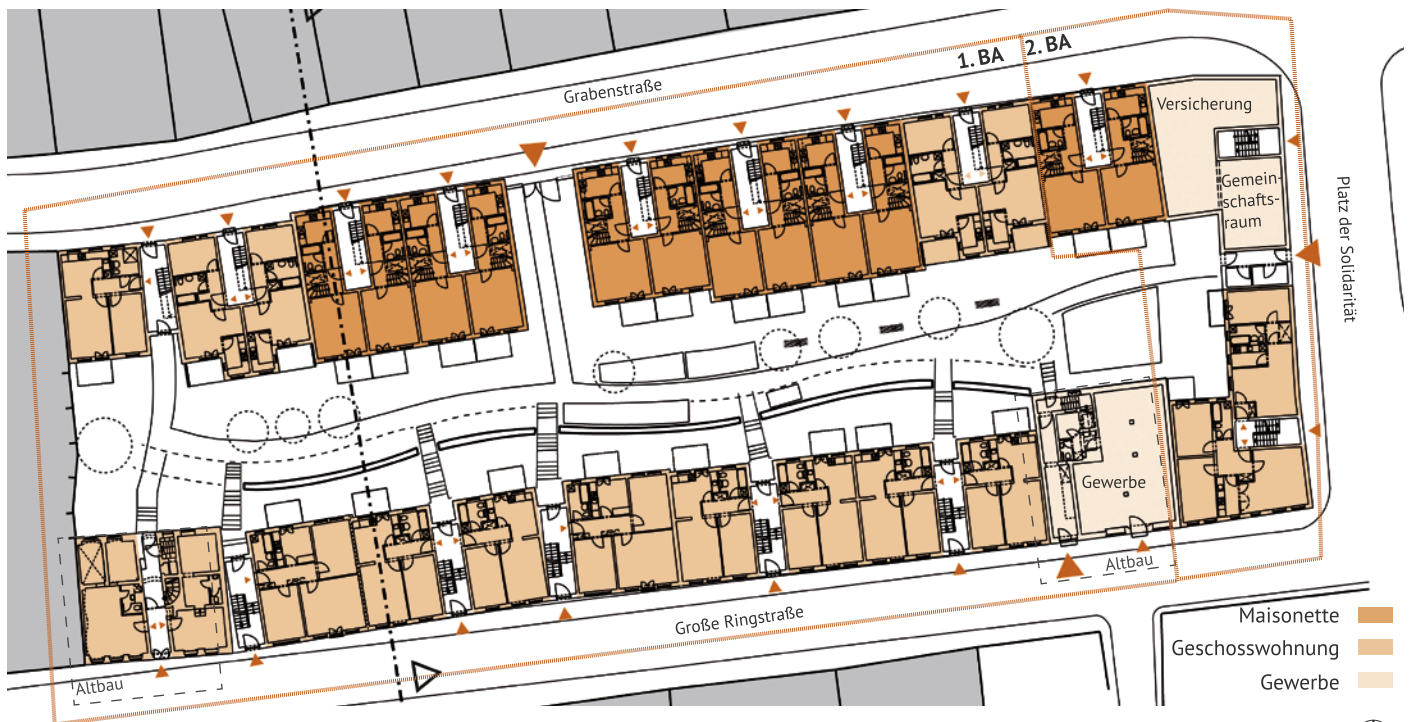 Grabenstraße
1. BA
2. BA
Versicherung
Gemein-
schafts-
raum
Platz der Solidarität
Gewerbe
Altbau
Große Ringstraße
Altbau
Maisonette
Geschosswohnung
Gewerbe